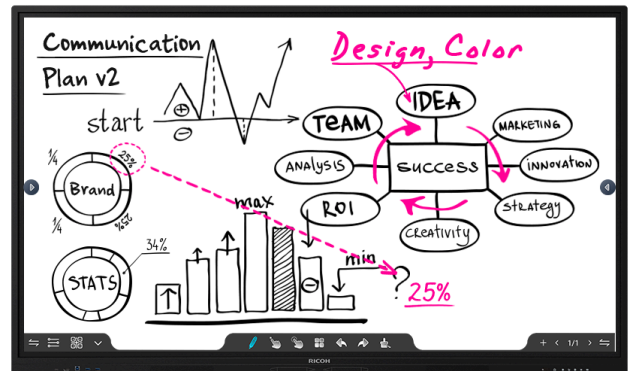 Communication
Plan v2
Design, Color
start
+
-
IDEA
TEAM
MARKETING
ANALYSIS
SUCCESS
INNOVATION
ROI
STRATEGY
CREATIVITY
1/4
25%
Brand
1/4
25%
34%
STATS
max
min
-
?
25%
1/1
RICOH